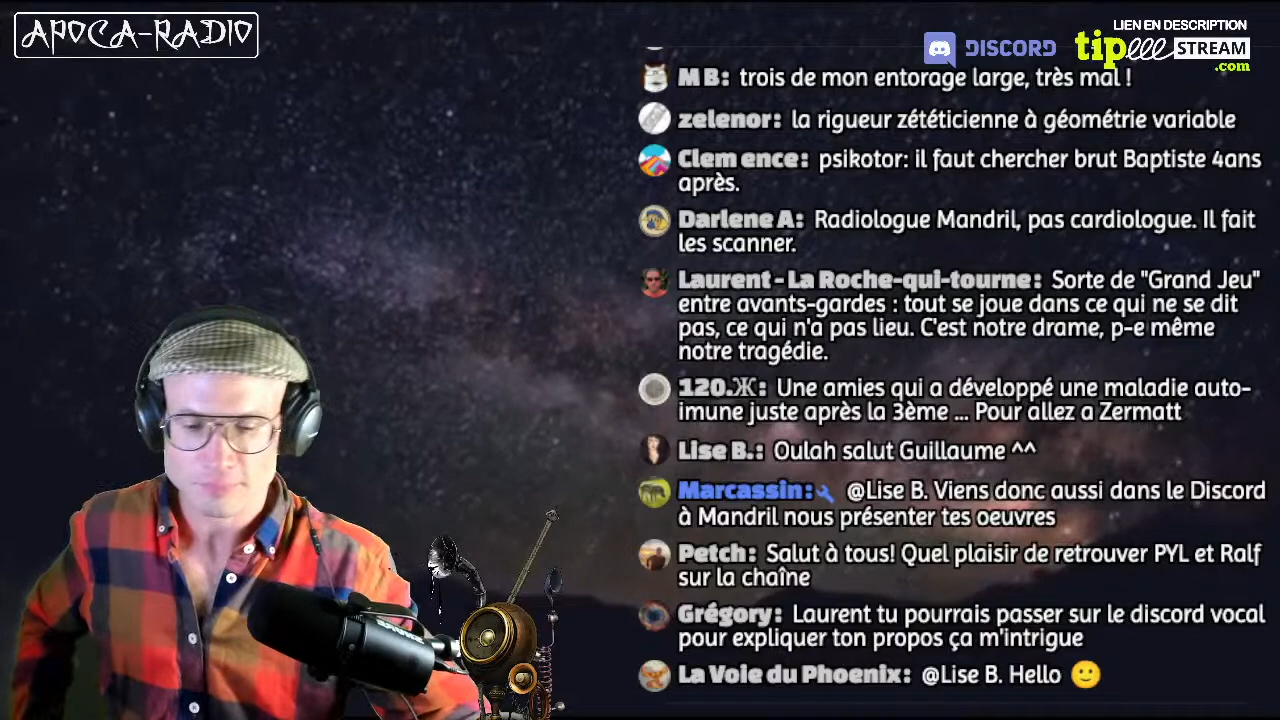 APOCA-RADIO
LIEN EN DESCRIPTION
DISCORD
tipeee STREAM
.com
M B: trois de mon entorage large, très mal !
zelenor: la rigueur zététicienne à géométrie variable
Clem ence: psikotor: il faut chercher brut Baptiste 4ans
après.
Darlene A: Radiologue Mandril, pas cardiologue. Il fait
les scanner.
Laurent - La Roche-qui-tourne: Sorte de "Grand Jeu"
entre avants-gardes : tout se joue dans ce qui ne se dit
pas, ce qui n'a pas lieu. C'est notre drame, p-e même
notre tragédie.
120.Ж: Une amies qui a développé une maladie auto-
imune juste après la 3ème ... Pour allez a Zermatt
Lise B.: Oulah salut Guillaume ^^
Marcassin: @Lise B. Viens donc aussi dans le Discord
à Mandril nous présenter tes oeuvres
Petch: Salut à tous! Quel plaisir de retrouver PYL et Ralf
sur la chaîne
Grégory: Laurent tu pourrais passer sur le discord vocal
pour expliquer ton propos ça m'intrigue
La Voie du Phoenix: @Lise B. Hello 🙂
SHURE